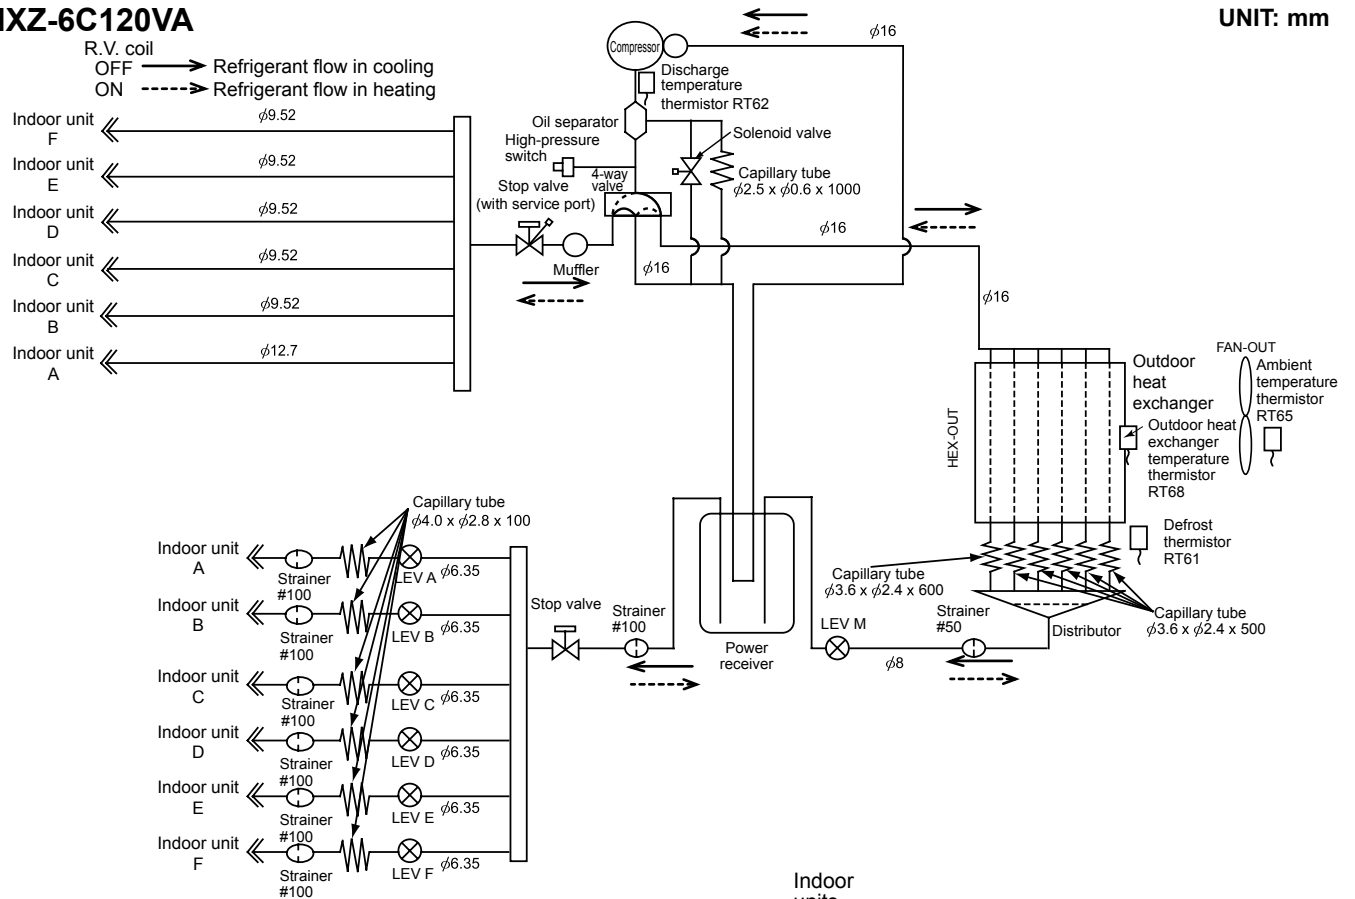 MXZ-6C120VA
UNIT: mm
R.V. coil
OFF Refrigerant flow in cooling
ON Refrigerant flow in heating
Indoor unit
F
ϕ9.52
Indoor unit
E
ϕ9.52
Indoor unit
D
ϕ9.52
Indoor unit
C
ϕ9.52
Indoor unit
B
ϕ9.52
Indoor unit
A
ϕ12.7
Compressor
ϕ16
Discharge
temperature
thermistor RT62
Oil separator
High-pressure
switch
Solenoid valve
Capillary tube
ϕ2.5 x ϕ0.6 x 1000
4-way
valve
Stop valve
(with service port)
Muffler
ϕ16
ϕ16
ϕ16
FAN-OUT
Outdoor
heat
exchanger
Ambient
temperature
thermistor
RT65
HEX-OUT
Outdoor heat
exchanger
temperature
thermistor
RT68
Defrost
thermistor
RT61
Capillary tube
ϕ3.6 x ϕ2.4 x 600
Capillary tube
ϕ3.6 x ϕ2.4 x 500
Distributor
Strainer
#50
ϕ8
LEV M
Power
receiver
Strainer
#100
Stop valve
Capillary tube
ϕ4.0 x ϕ2.8 x 100
Indoor unit
A
Strainer
#100
LEV A
ϕ6.35
Indoor unit
B
Strainer
#100
LEV B
ϕ6.35
Indoor unit
C
Strainer
#100
LEV C
ϕ6.35
Indoor unit
D
Strainer
#100
LEV D
ϕ6.35
Indoor unit
E
Strainer
#100
LEV E
ϕ6.35
Indoor unit
F
Strainer
#100
LEV F
ϕ6.35
Indoor
units